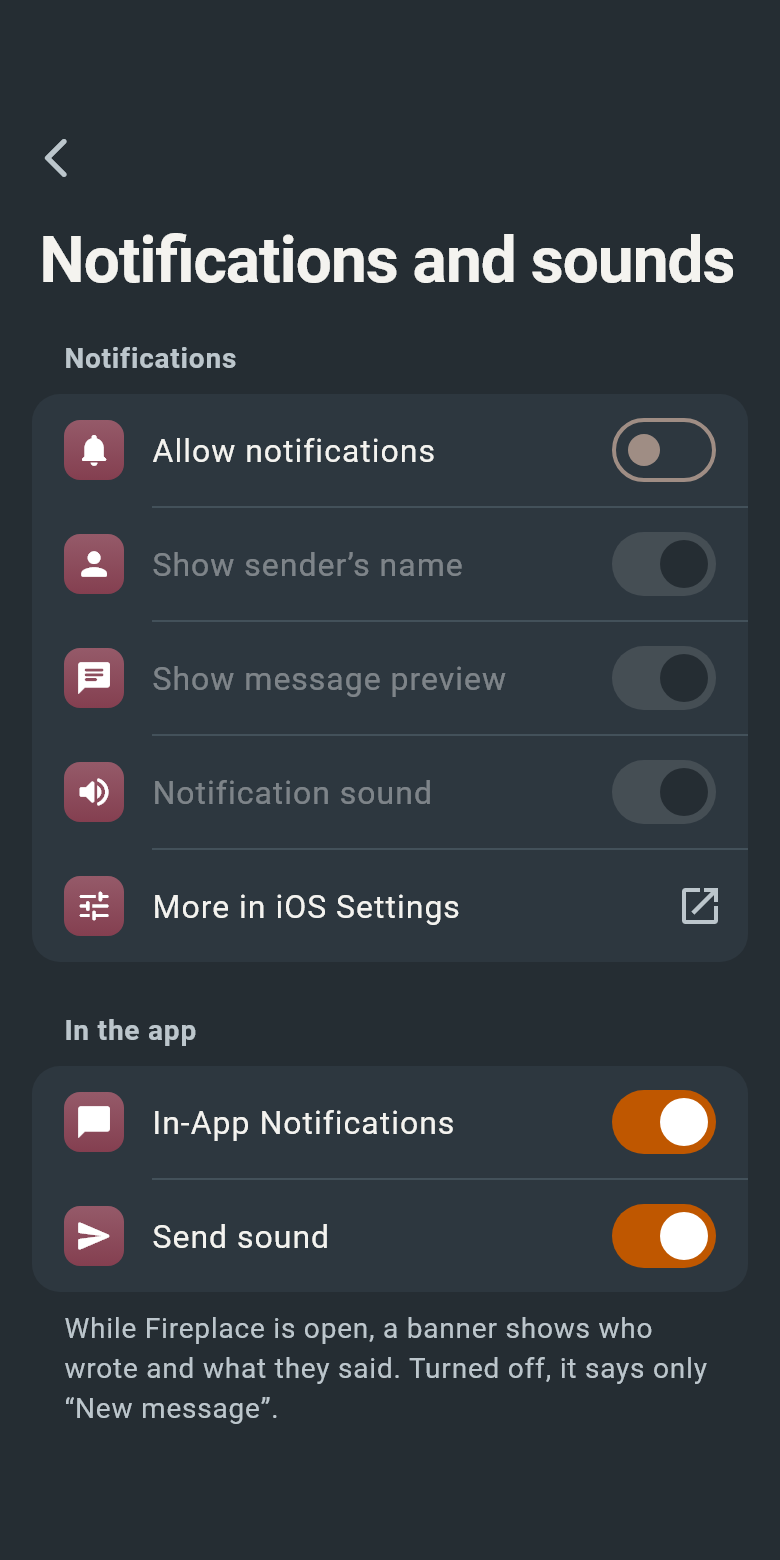 Notifications and sounds
Notifications
Allow notifications
Show sender’s name
Show message preview
Notification sound
More in iOS Settings
In the app
In-App Notifications
Send sound
While Fireplace is open, a banner shows who
wrote and what they said. Turned off, it says only
“New message”.